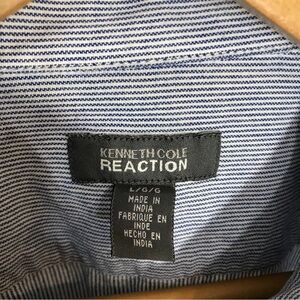 KENNETH COLE
REACTION
L/G/G
MADE IN
INDIA
FABRIQUE EN
INDE
HECHO EN
INDIA